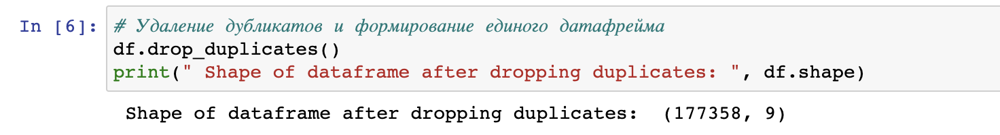 In [6]: # Удаление дубликатов и формирование единого датафрейма
df.drop_duplicates()
print(" Shape of dataframe after dropping duplicates: ", df.shape)
Shape of dataframe after dropping duplicates:  (177358, 9)